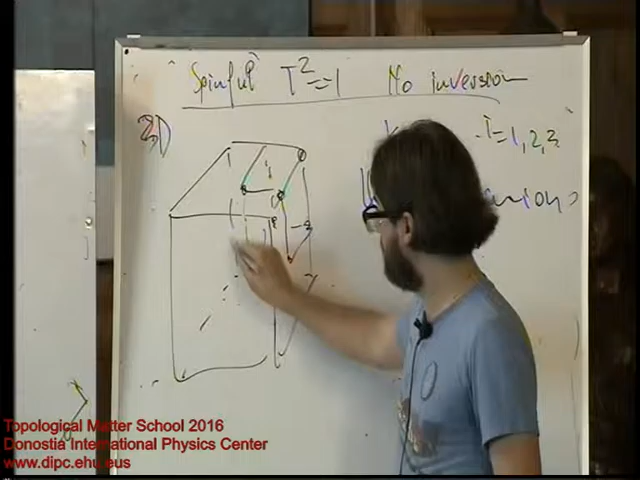 Spinful T²=1 No inversion
3D
i=1,2,3
Topological Matter School 2016
Donostia International Physics Center
www.dipc.ehu.eus